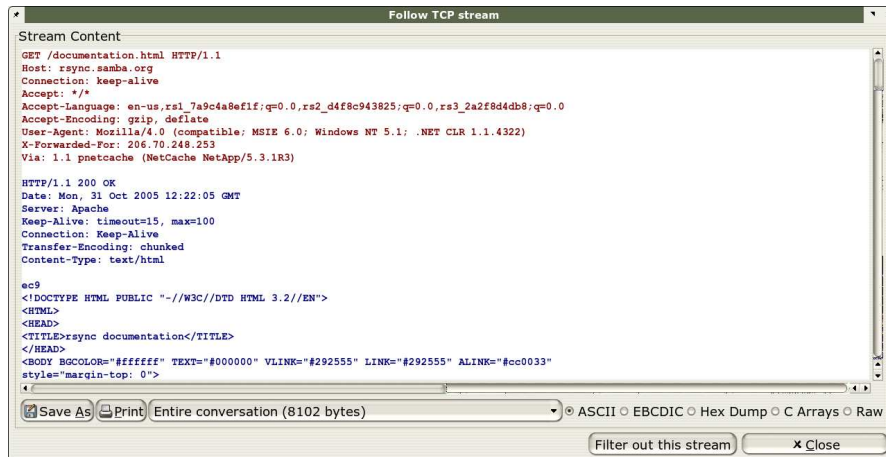 Follow TCP stream
Stream Content
GET /documentation.html HTTP/1.1
Host: rsync.samba.org
Connection: keep-alive
Accept: */*
Accept-Language: en-us,rs1_7a9c4a8ef1f;q=0.0,rs2_d4f8c943825;q=0.0,rs3_2a2f8d4db8;q=0.0
Accept-Encoding: gzip, deflate
User-Agent: Mozilla/4.0 (compatible; MSIE 6.0; Windows NT 5.1; .NET CLR 1.1.4322)
X-Forwarded-For: 206.70.248.253
Via: 1.1 pnetcache (NetCache NetApp/5.3.1R3)
HTTP/1.1 200 OK
Date: Mon, 31 Oct 2005 12:22:05 GMT
Server: Apache
Keep-Alive: timeout=15, max=100
Connection: Keep-Alive
Transfer-Encoding: chunked
Content-Type: text/html
ec9
<!DOCTYPE HTML PUBLIC "-//W3C//DTD HTML 3.2//EN">
<HTML>
<HEAD>
<TITLE>rsync documentation</TITLE>
</HEAD>
<BODY BGCOLOR="#ffffff" TEXT="#000000" VLINK="#292555" LINK="#292555" ALINK="#cc0033"
style="margin-top: 0">
Save As Print Entire conversation (8102 bytes) ASCII EBCDIC Hex Dump C Arrays Raw
Filter out this stream Close